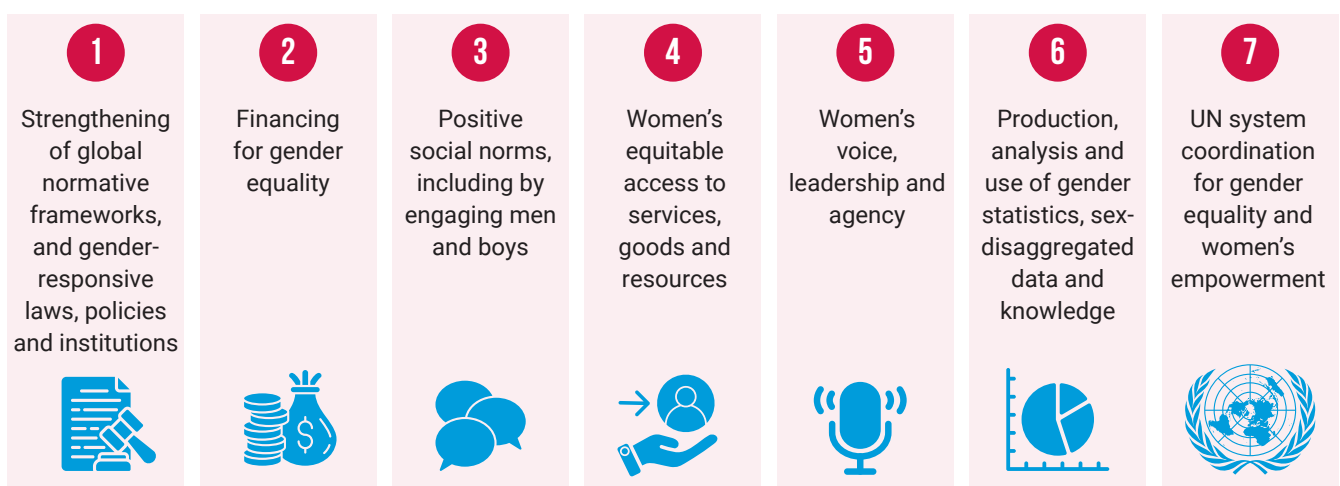 1
Strengthening
of global
normative
frameworks,
and gender-
responsive
laws, policies
and institutions
2
Financing
for gender
equality
$
3
Positive
social norms,
including by
engaging men
and boys
4
Women’s
equitable
access to
services,
goods and
resources
5
Women’s
voice,
leadership and
agency
6
Production,
analysis and
use of gender
statistics, sex-
disaggregated
data and
knowledge
7
UN system
coordination
for gender
equality and
women’s
empowerment